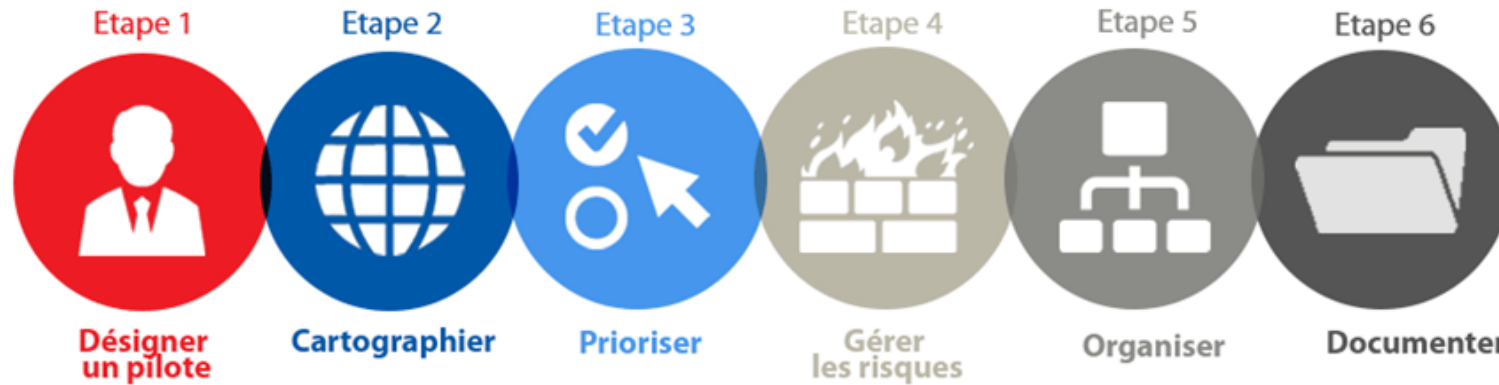 Etape 1
Etape 2
Etape 3
Etape 4
Etape 5
Etape 6
Désigner
un pilote
Cartographier
Prioriser
Gérer
les risques
Organiser
Documenter